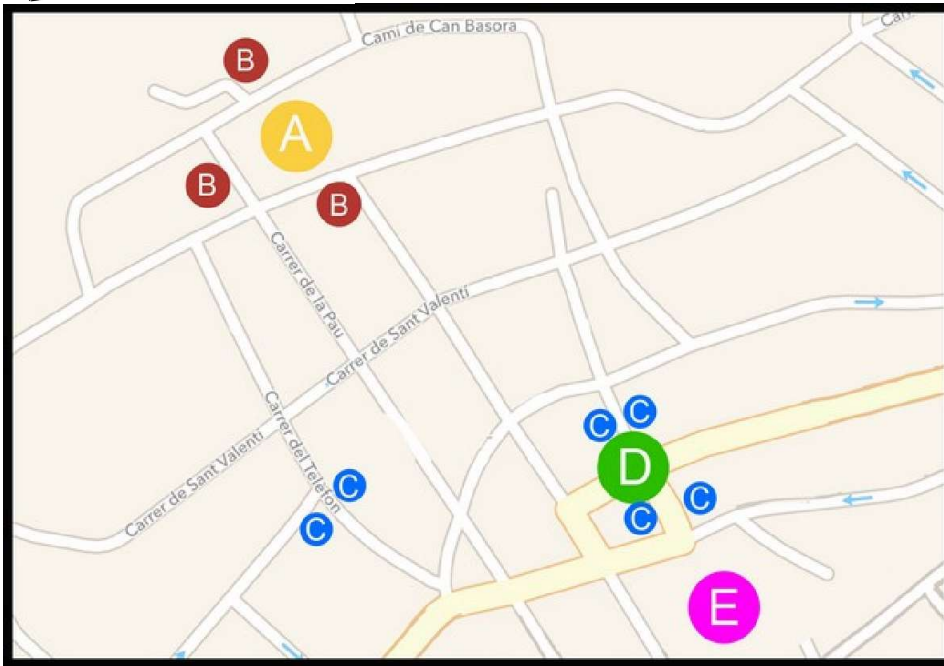 Camí de Can Basora
Can
B
A
B
B
Carrer de la Pau
Carrer de Sant Valentí
Carrer del Telèfon
Carrer de Sant Valentí
C
C
D
C
C
C
C
E